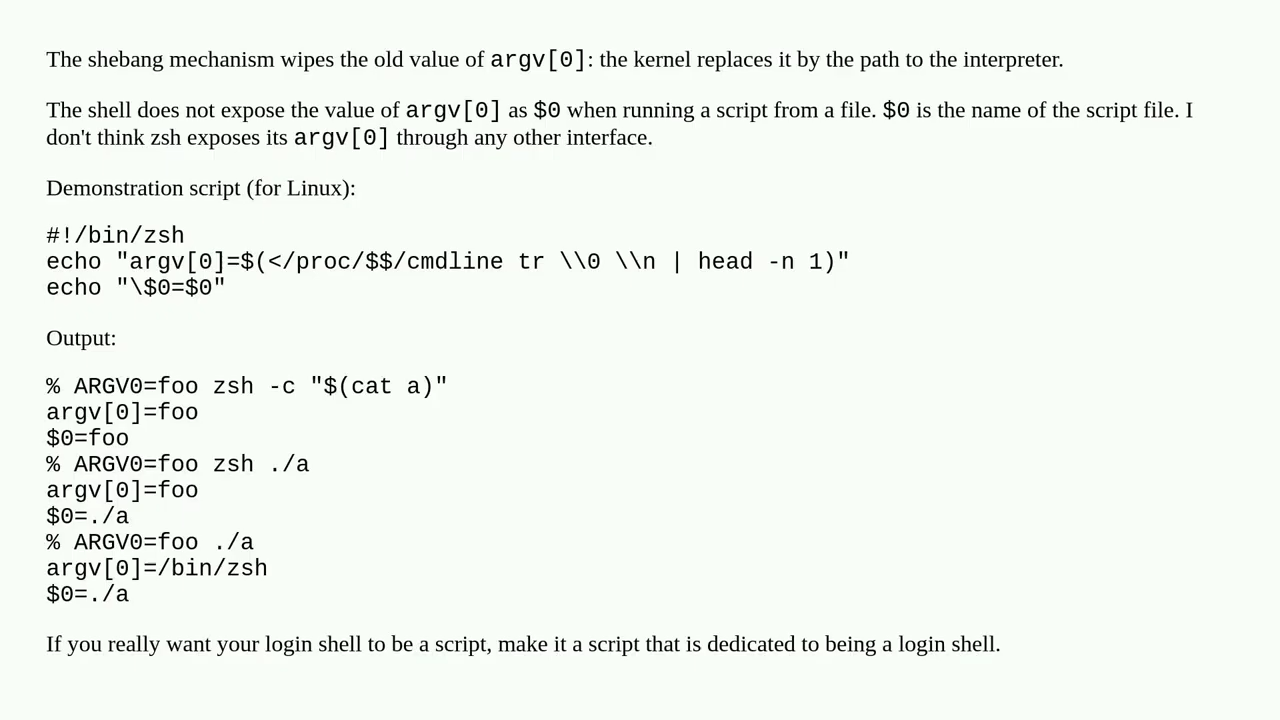 The shebang mechanism wipes the old value of argv[0]: the kernel replaces it by the path to the interpreter.
The shell does not expose the value of argv[0] as $0 when running a script from a file. $0 is the name of the script file. I
don't think zsh exposes its argv[0] through any other interface.
Demonstration script (for Linux):
#!/bin/zsh
echo "argv[0]=$(</proc/$$/cmdline tr \\0 \\n | head -n 1)"
echo "\$0=$0"
Output:
% ARGV0=foo zsh -c "$(cat a)"
argv[0]=foo
$0=foo
% ARGV0=foo zsh ./a
argv[0]=foo
$0=./a
% ARGV0=foo ./a
argv[0]=/bin/zsh
$0=./a
If you really want your login shell to be a script, make it a script that is dedicated to being a login shell.